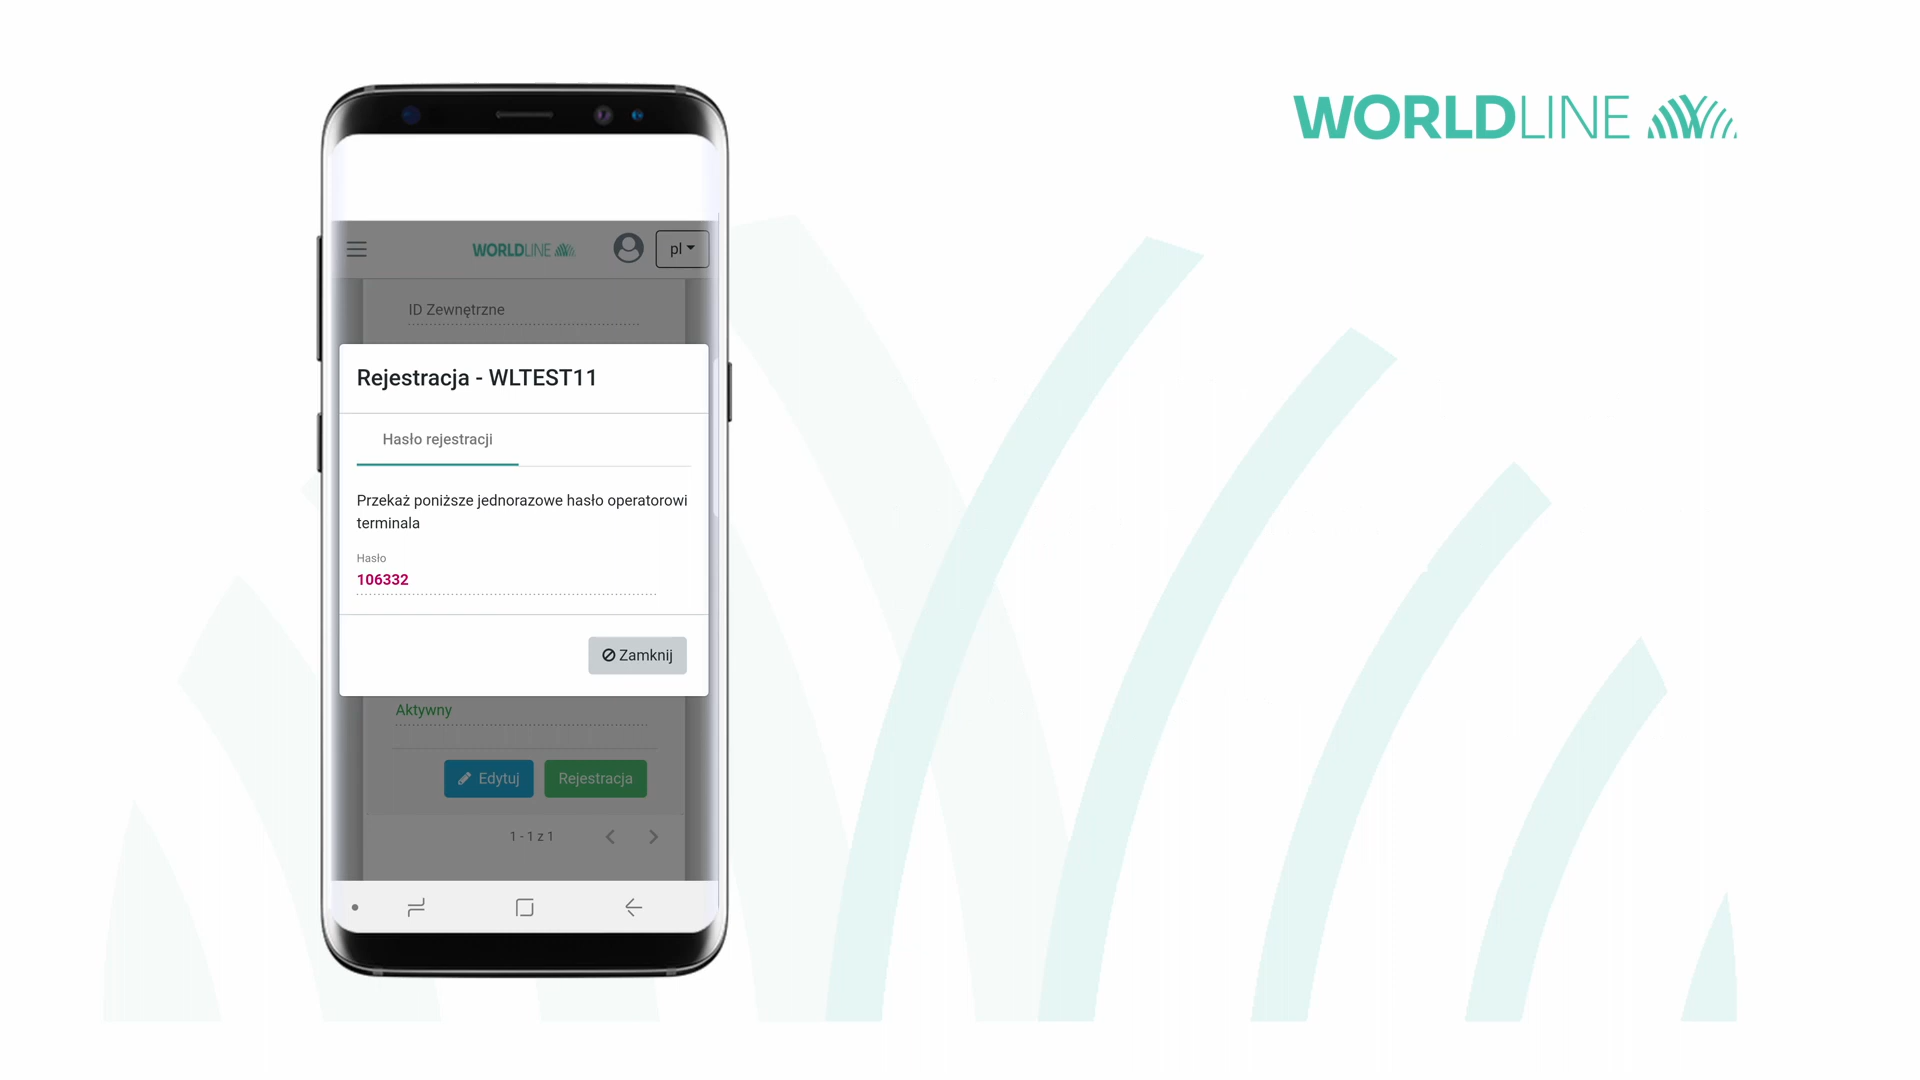 WORLDLINE
WORLDLINE
pl
ID Zewnętrzne
Rejestracja - WLTEST11
Hasło rejestracji
Przekaż poniższe jednorazowe hasło operatorowi
terminala
Hasło
106332
Zamknij
Aktywny
Edytuj
Rejestracja
1 - 1 z 1